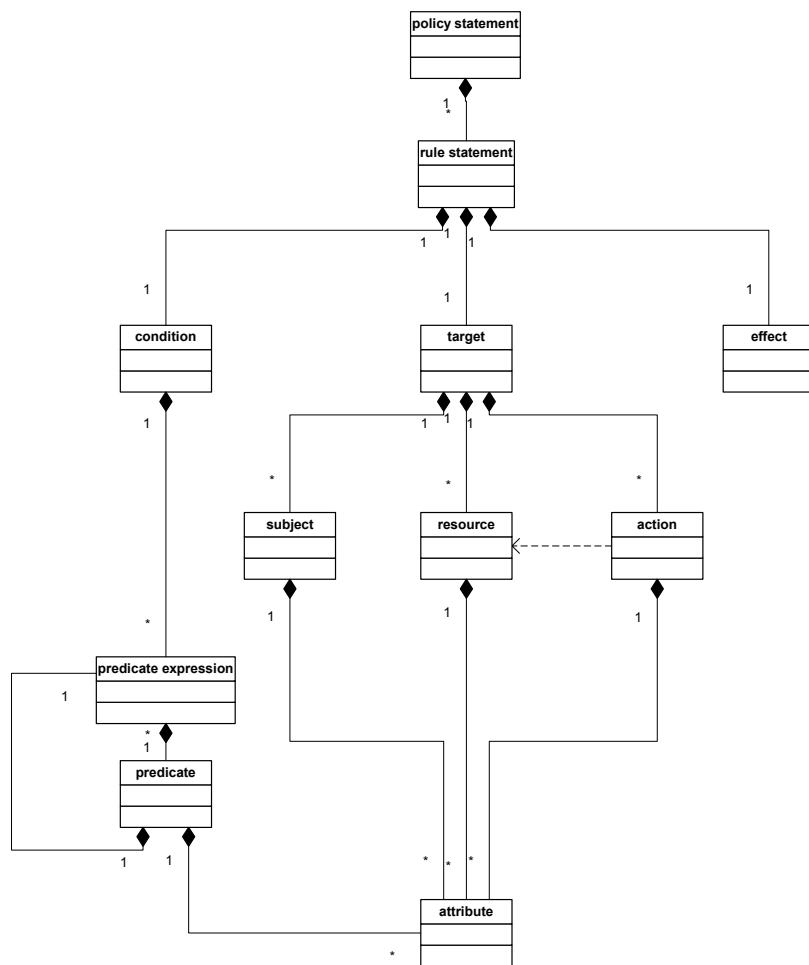 policy statement
1
*
rule statement
1
1
1
1
1
1
condition
target
effect
1
1
1
1
*
*
*
subject
resource
action
1
1
1
*
predicate expression
1
*
1
predicate
1
1
*
*
*
attribute
*